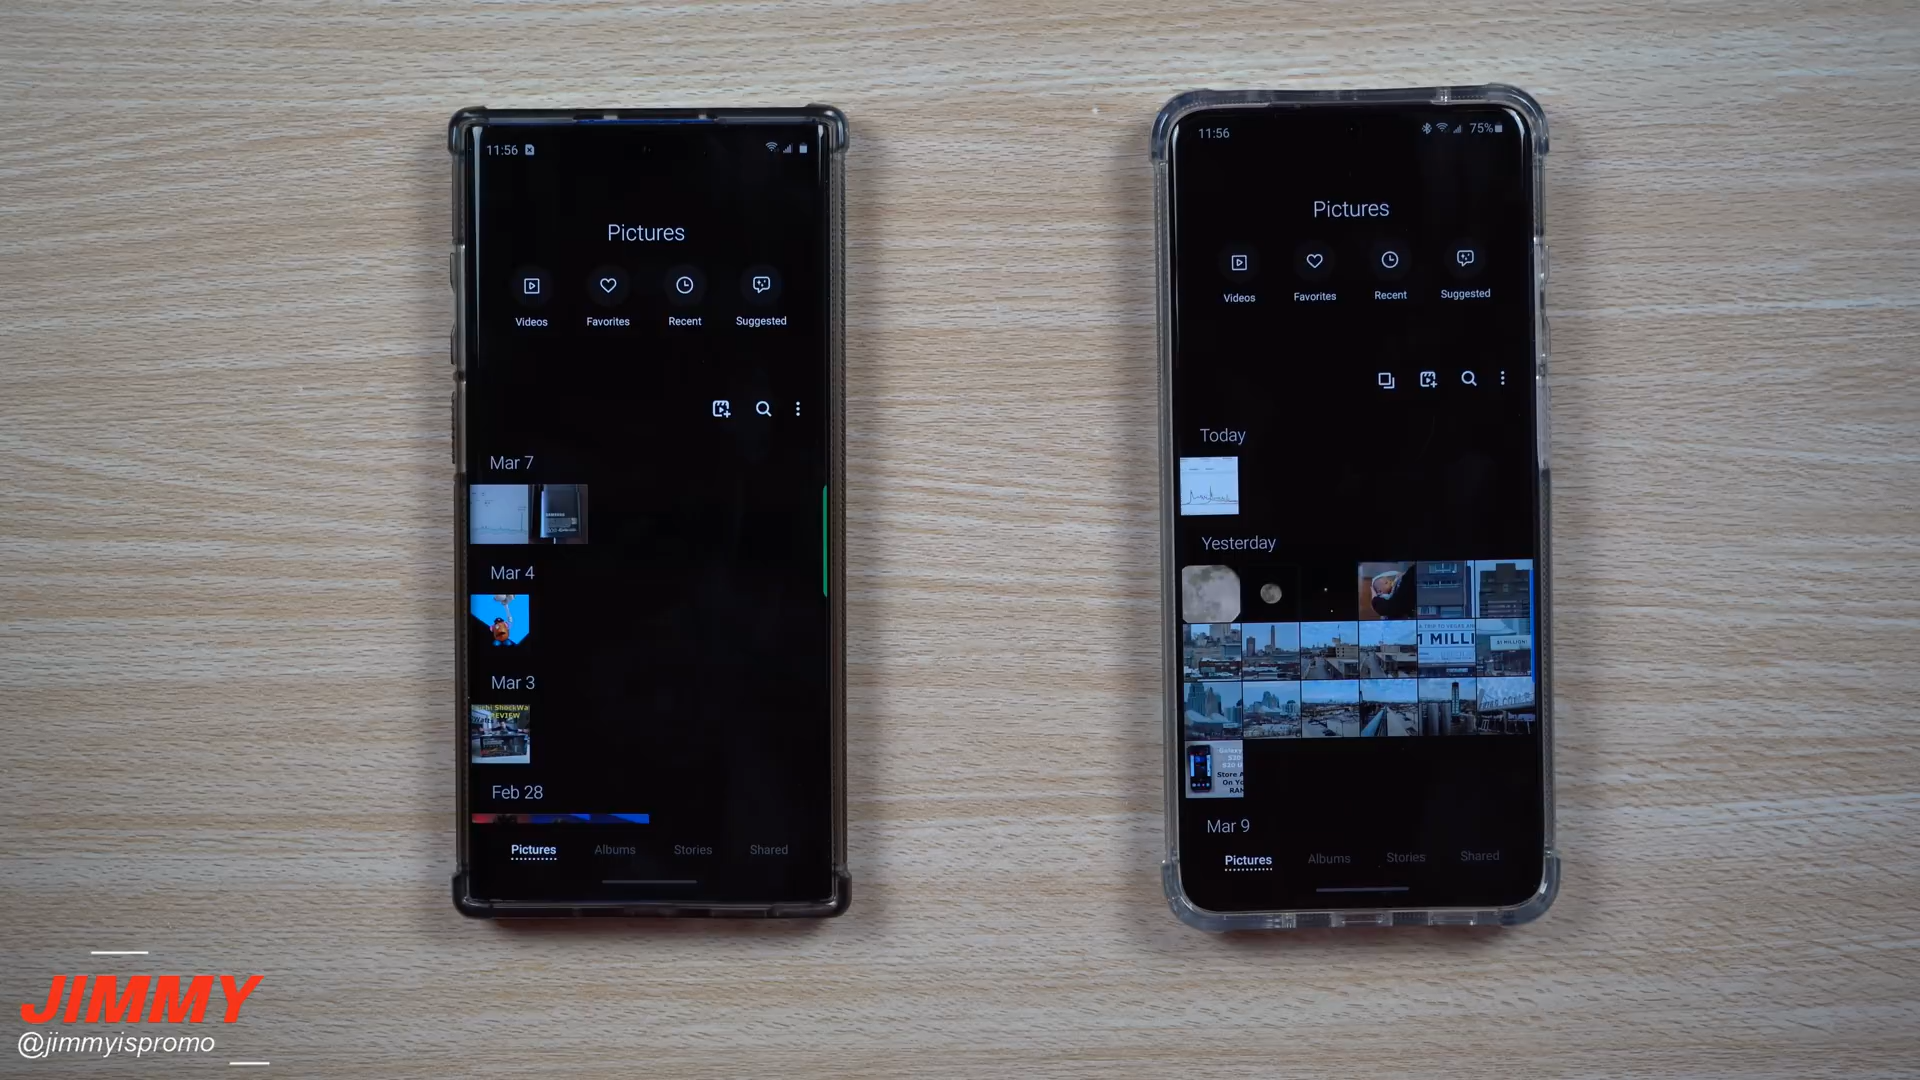 11:56
Pictures
Videos Favorites Recent Suggested
Mar 7
SAMSUNG
Mar 4
Mar 3
REVIEW
Feb 28
Pictures Albums Stories Shared
11:56 75%
Pictures
Videos Favorites Recent Suggested
Today
Yesterday
1 MILLI
Mar 9
Pictures Albums Stories Shared
JIMMY
@jimmyispromo